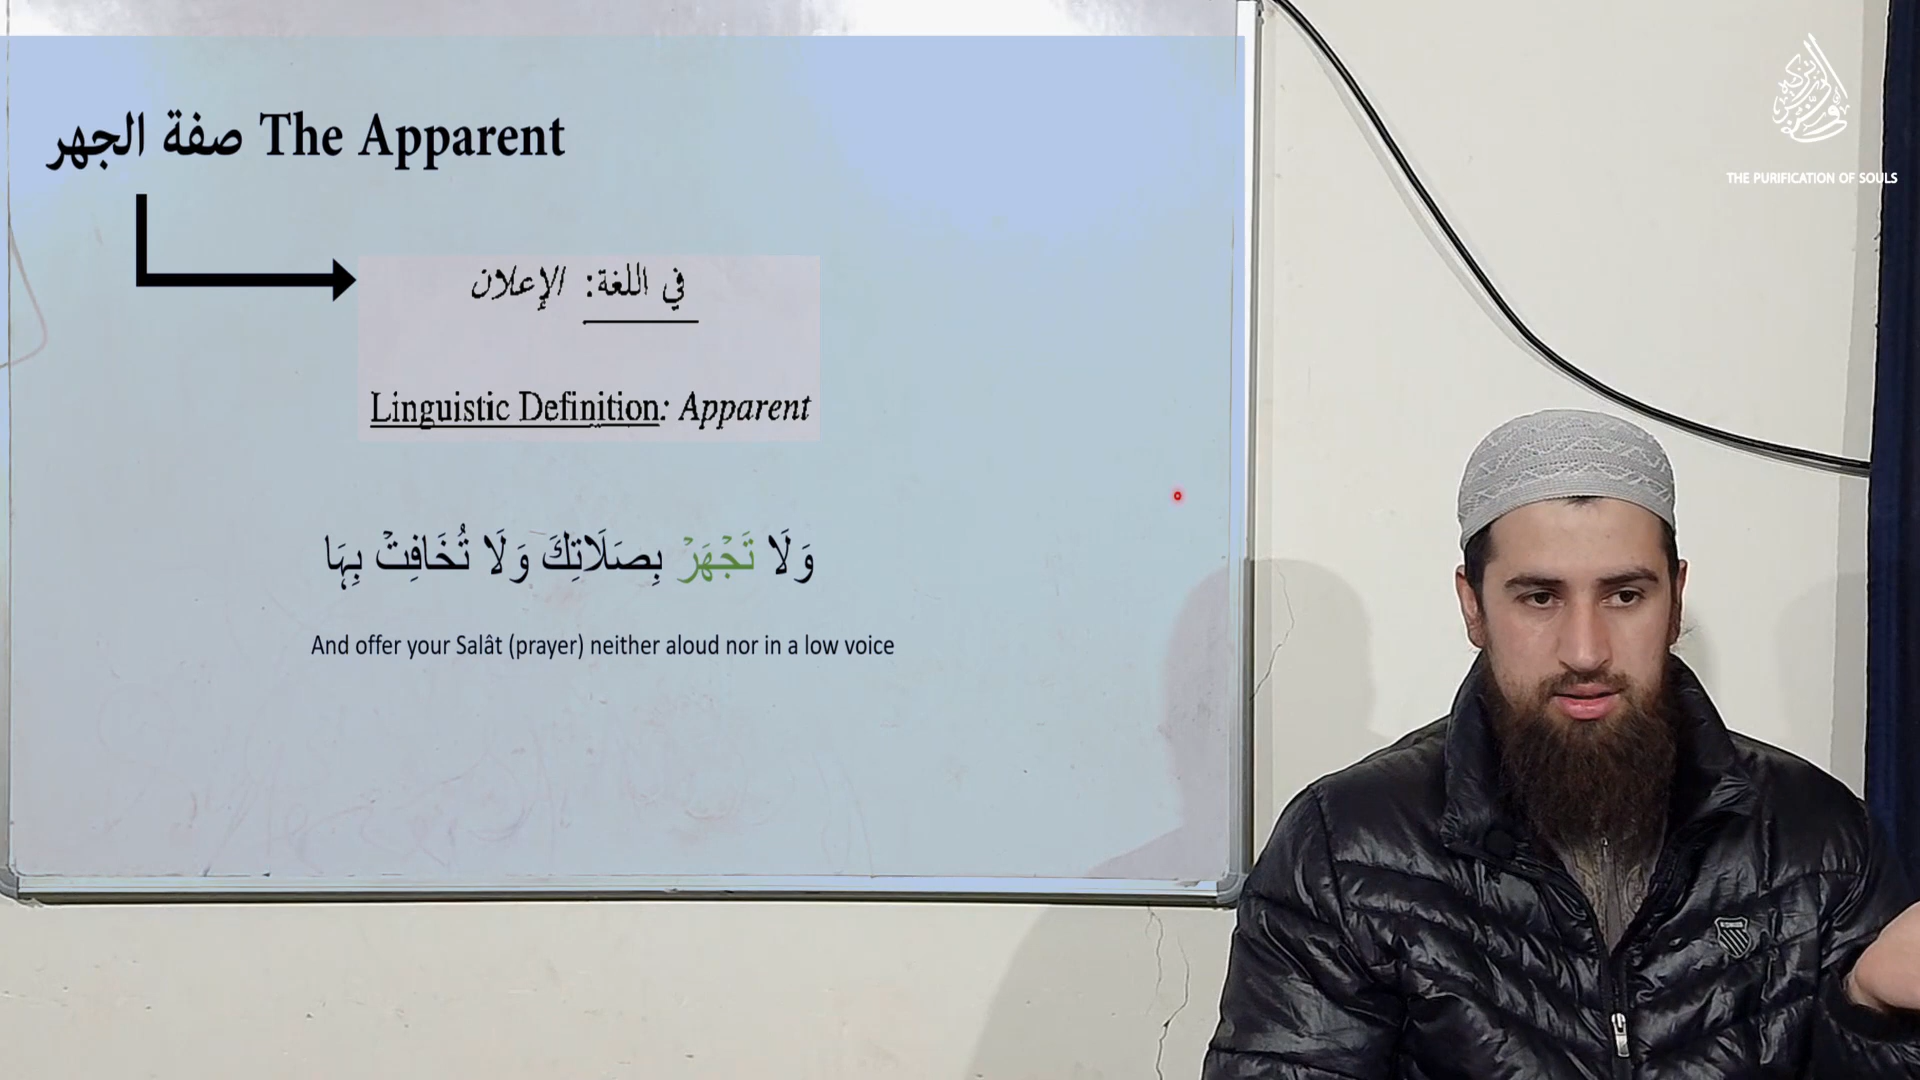 صفة الجهر The Apparent
في اللغة: الإعلان
Linguistic Definition: Apparent
وَلَا تَجْهَرْ بِصَلَاتِكَ وَلَا تُخَافِتْ بِهَا
And offer your Salât (prayer) neither aloud nor in a low voice
THE PURIFICATION OF SOULS